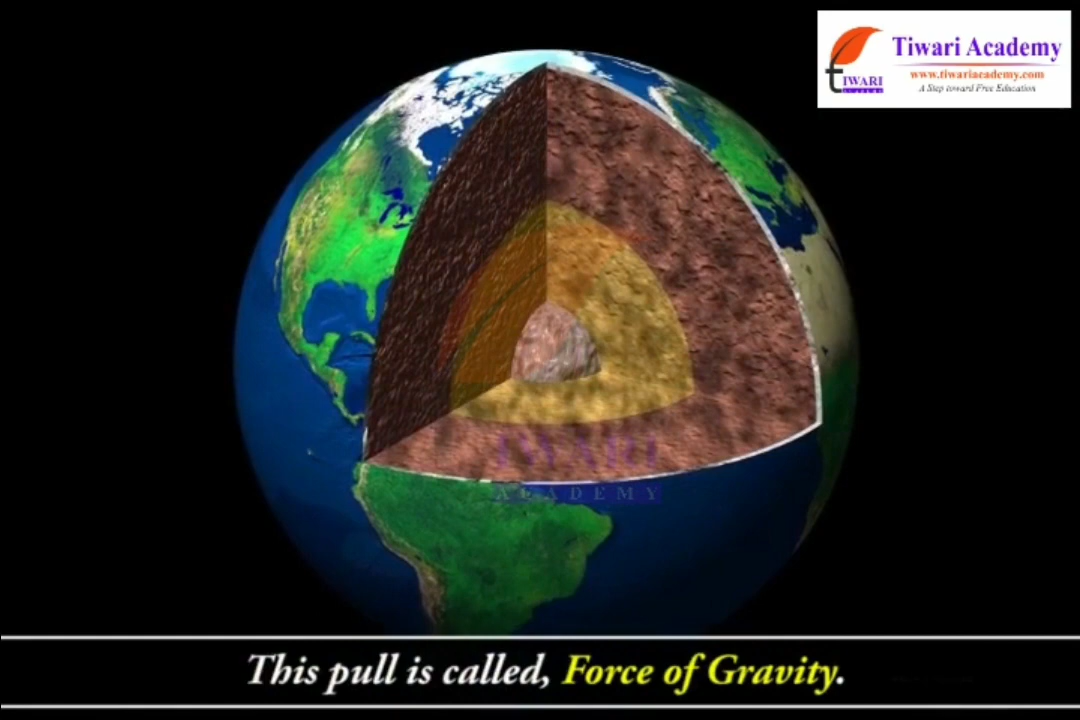 Tiwari Academy
www.tiwariacademy.com
A Step toward Free Education
TIWARI
ACADEMY
TIWARI
ACADEMY
This pull is called, Force of Gravity.